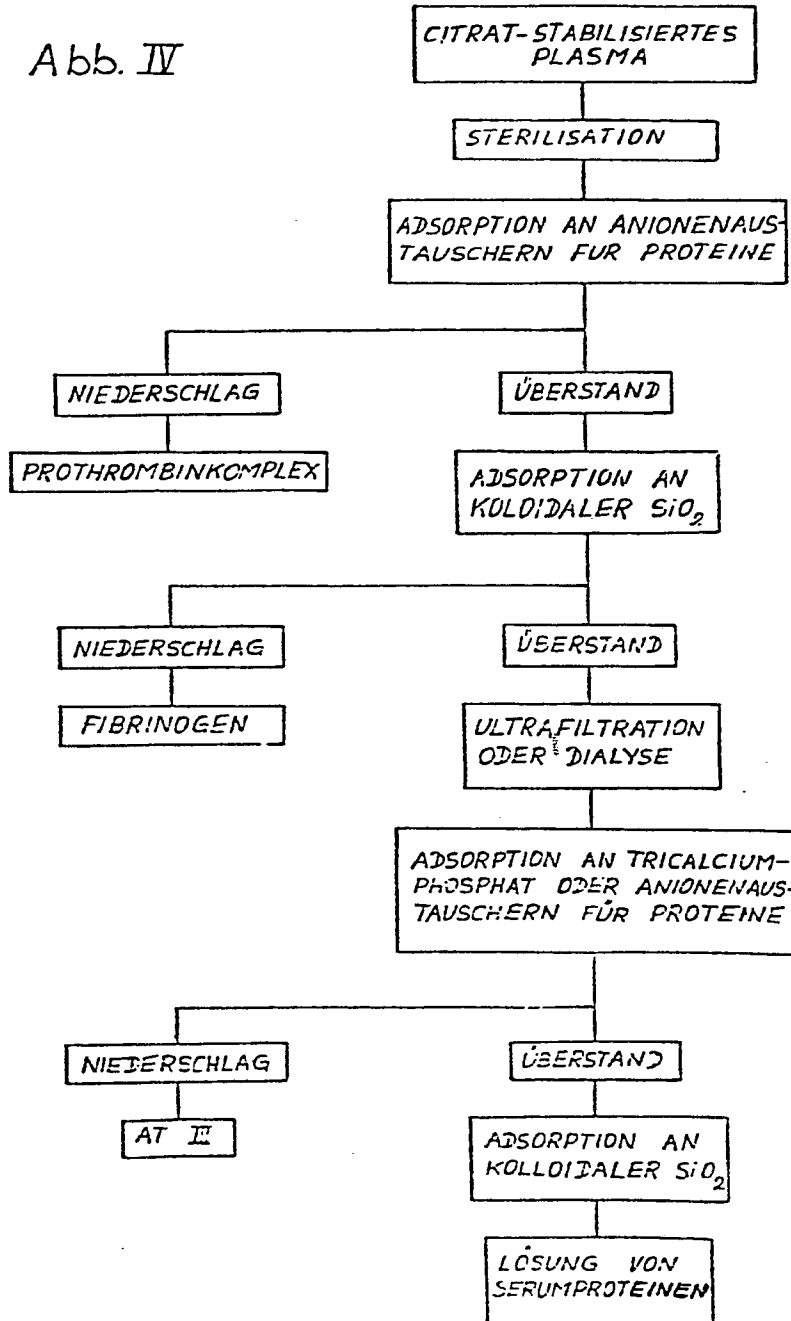 Abb. IV
CITRAT-STABILISIERTES
PLASMA
STERILISATION
ADSORPTION AN ANIONENAUS-
TAUSCHERN FUR PROTEINE
NIEDERSCHLAG
ÜBERSTAND
PROTHROMBINKOMPLEX
ADSORPTION AN
KOLOIDALER SiO₂
NIEDERSCHLAG
ÜBERSTAND
FIBRINOGEN
ULTRAFILTRATION
ODER DIALYSE
ADSORPTION AN TRICALCIUM-
PHOSPHAT ODER ANIONENAUS-
TAUSCHERN FÜR PROTEINE
NIEDERSCHLAG
ÜBERSTAND
AT III
ADSORPTION AN
KOLLOIDALER SiO₂
LÖSUNG VON
SERUMPROTEINEN